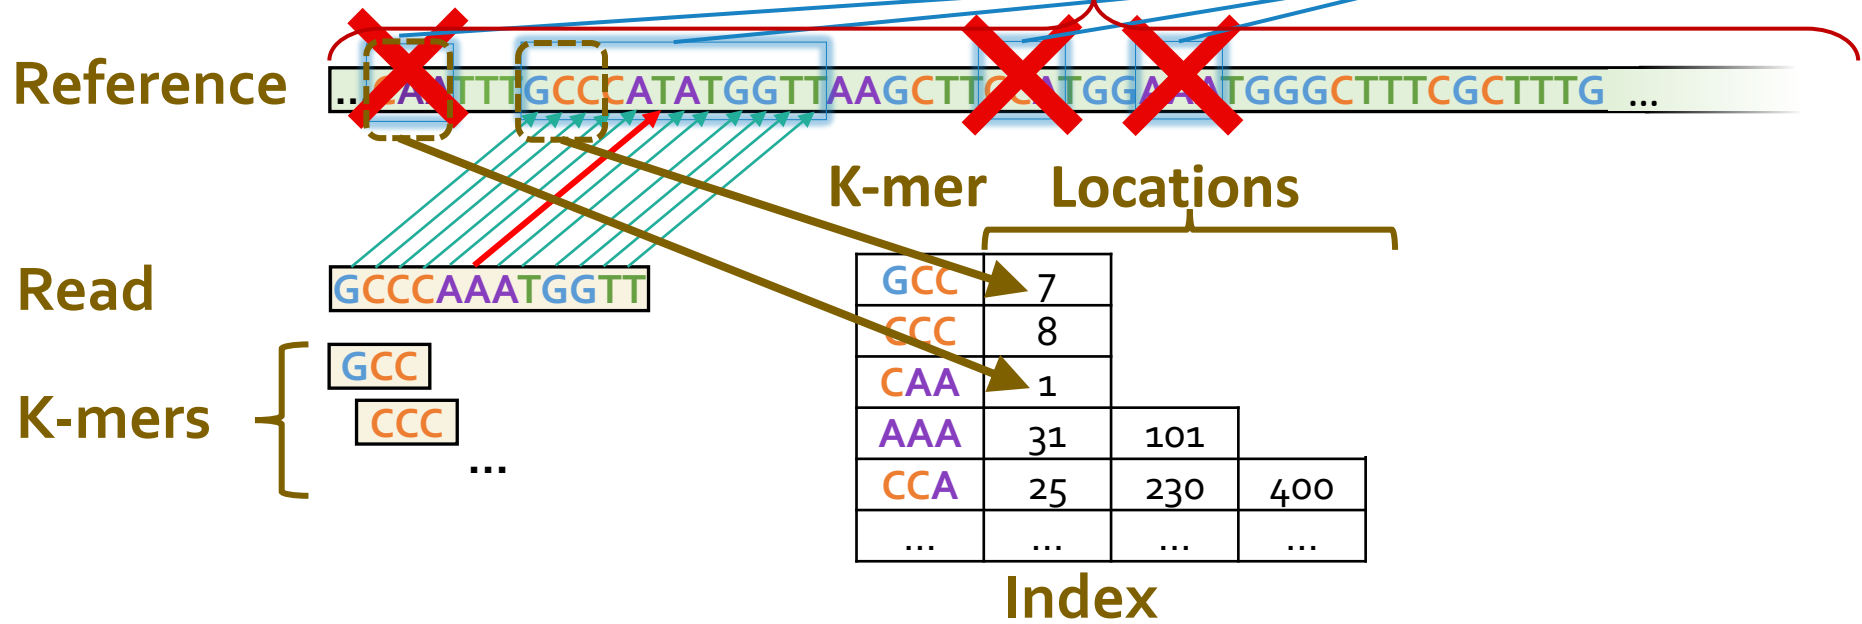 Reference
... CAATTTGCCCATATGGTTAAGCTTCCATGGAAATGGGCTTTCGCTTTG ...
K-mer Locations
Read
GCCCAAATGGTT
K-mers
GCC
CCC
...
GCC 7
CCC 8
CAA 1
AAA 31 101
CCA 25 230 400
... ... ... ...
Index